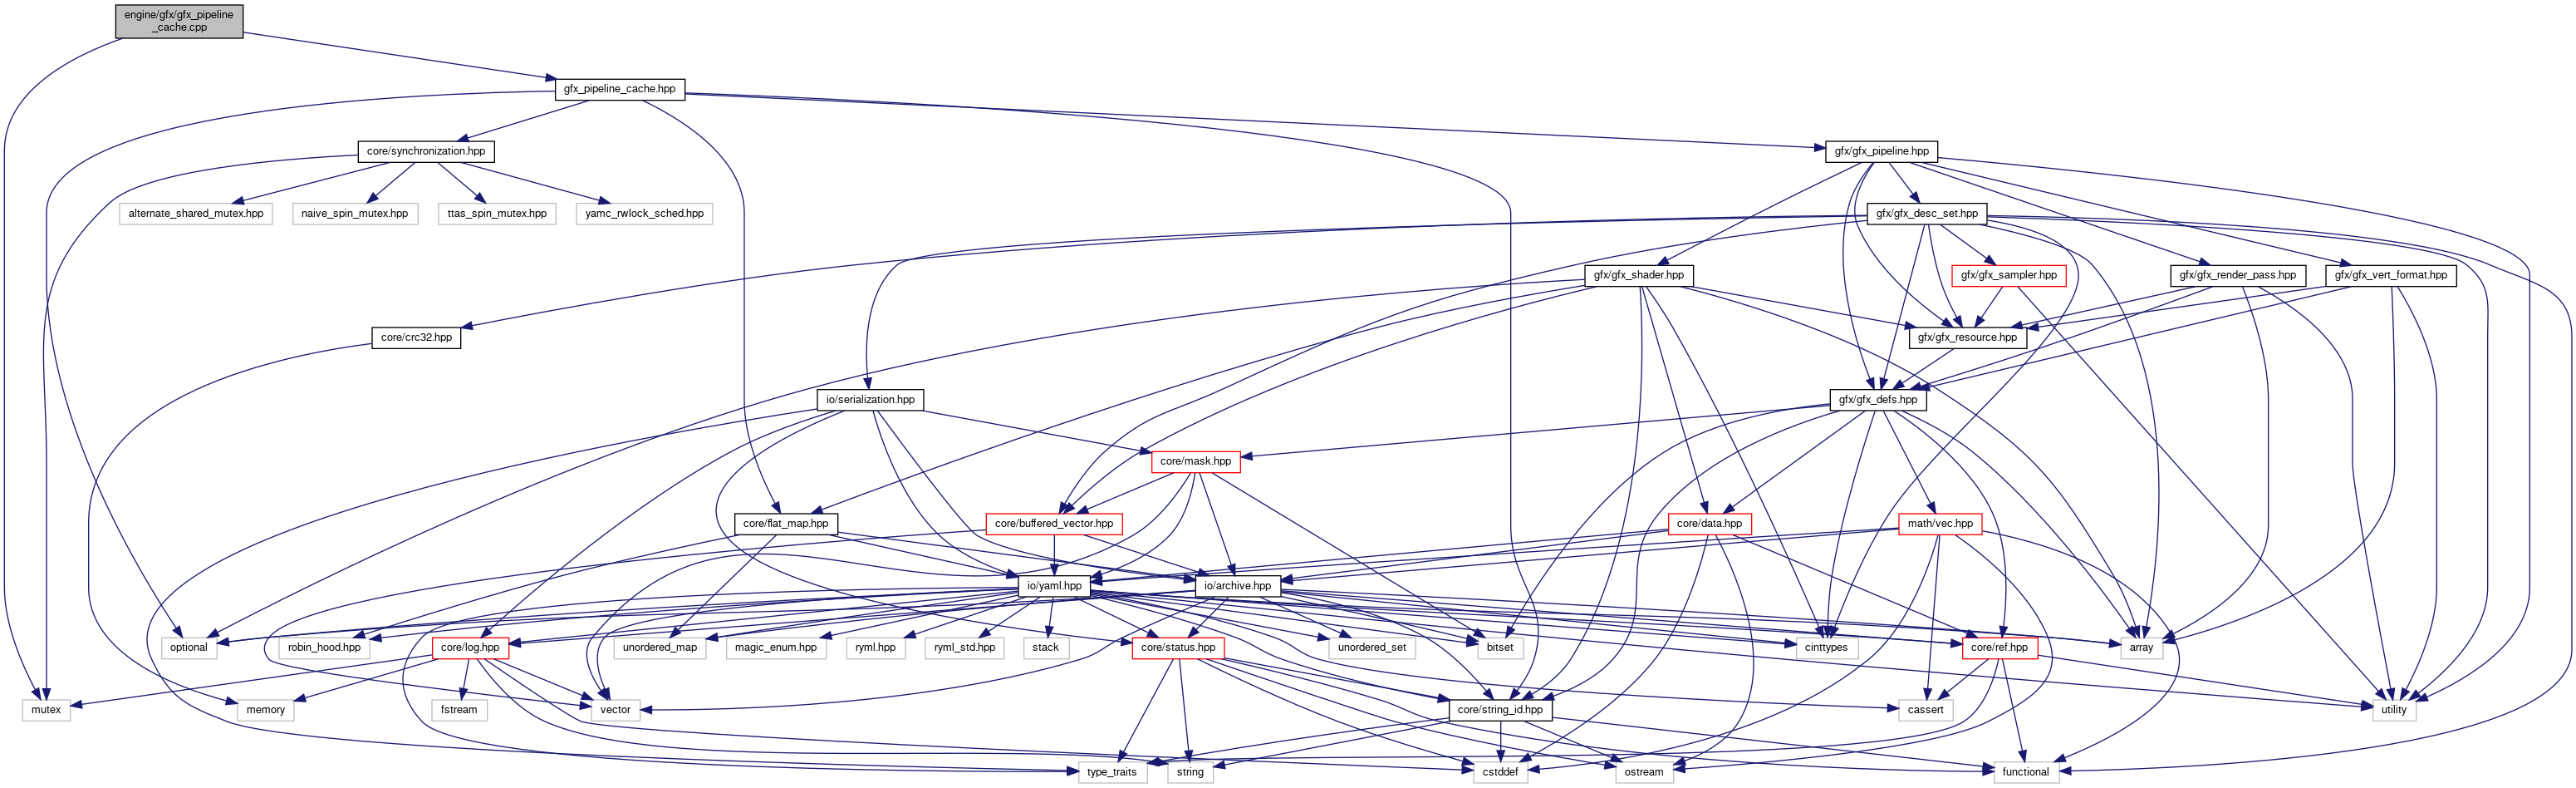 engine/gfx/gfx_pipeline
_cache.cpp
gfx_pipeline_cache.hpp
core/synchronization.hpp
gfx/gfx_pipeline.hpp
alternate_shared_mutex.hpp
naive_spin_mutex.hpp
ttas_spin_mutex.hpp
yamc_rwlock_sched.hpp
gfx/gfx_desc_set.hpp
gfx/gfx_shader.hpp
gfx/gfx_sampler.hpp
gfx/gfx_render_pass.hpp
gfx/gfx_vert_format.hpp
core/crc32.hpp
gfx/gfx_resource.hpp
io/serialization.hpp
gfx/gfx_defs.hpp
core/mask.hpp
core/flat_map.hpp
core/buffered_vector.hpp
core/data.hpp
math/vec.hpp
io/yaml.hpp
io/archive.hpp
optional
robin_hood.hpp
core/log.hpp
unordered_map
magic_enum.hpp
ryml.hpp
ryml_std.hpp
stack
core/status.hpp
unordered_set
bitset
cinttypes
core/ref.hpp
array
mutex
memory
fstream
vector
core/string_id.hpp
cassert
utility
type_traits
string
cstddef
ostream
functional